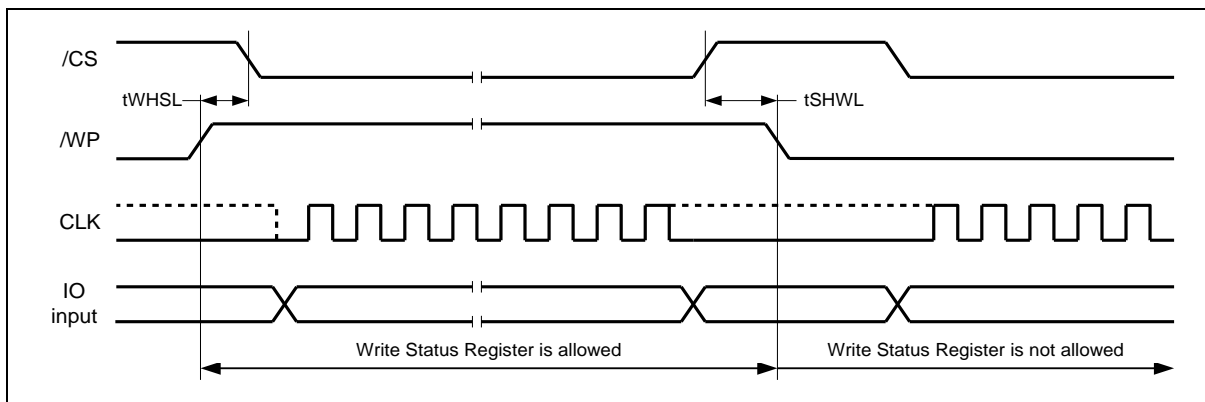 /CS
tWHSL
tSHWL
/WP
CLK
IO
input
Write Status Register is allowed
Write Status Register is not allowed